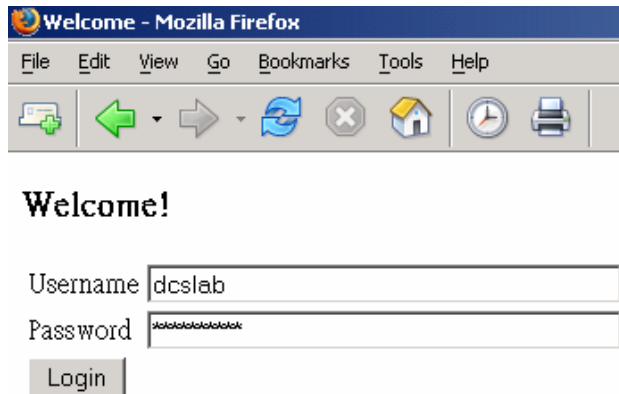 Welcome - Mozilla Firefox
File Edit View Go Bookmarks Tools Help
Welcome!
Username dcslab
Password ***********
Login